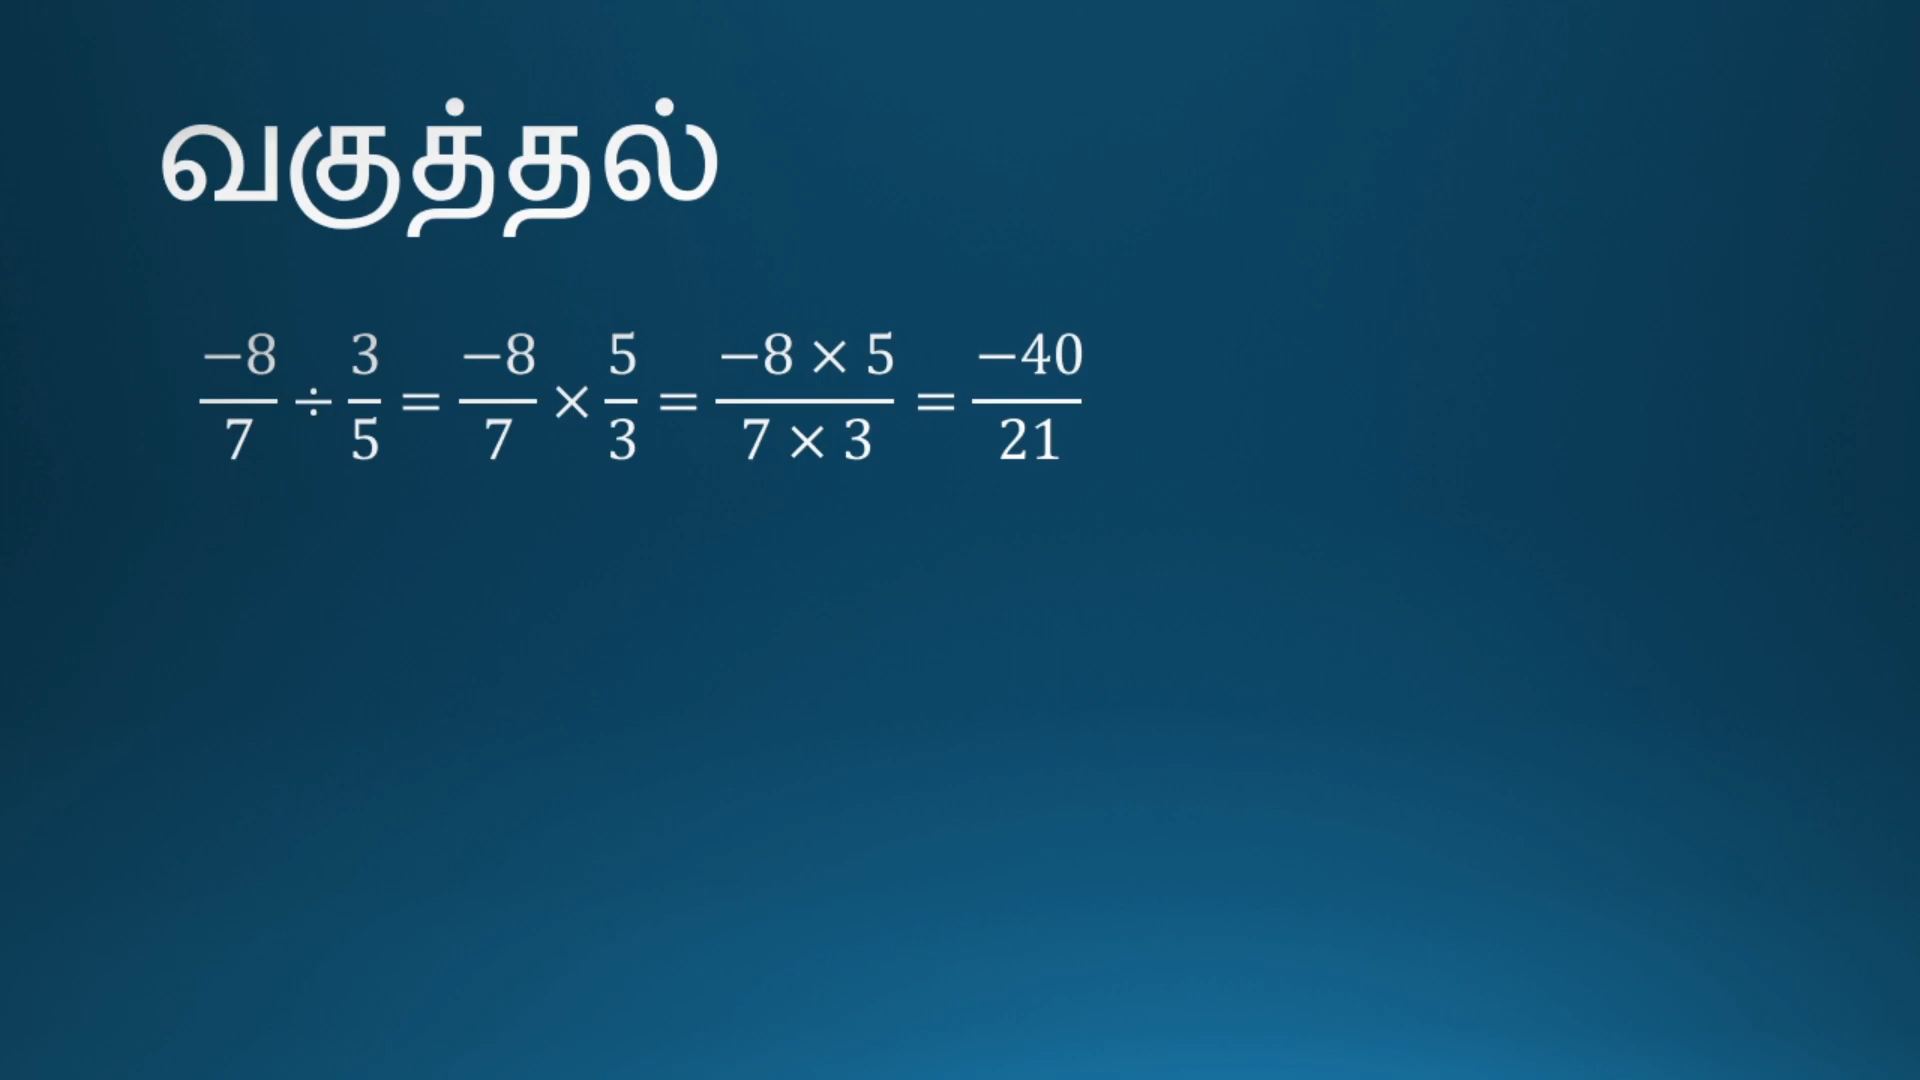 வகுத்தல்
−8/7 ÷ 3/5 = −8/7 × 5/3 = −8 × 5/7 × 3 = −40/21